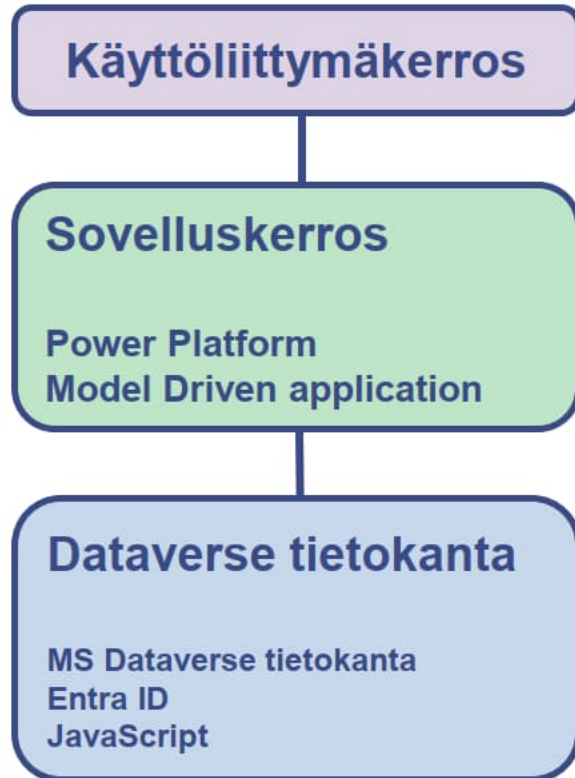 Käyttöliittymäkerros
Sovelluskerros
Power Platform
Model Driven application
Dataverse tietokanta
MS Dataverse tietokanta
Entra ID
JavaScript